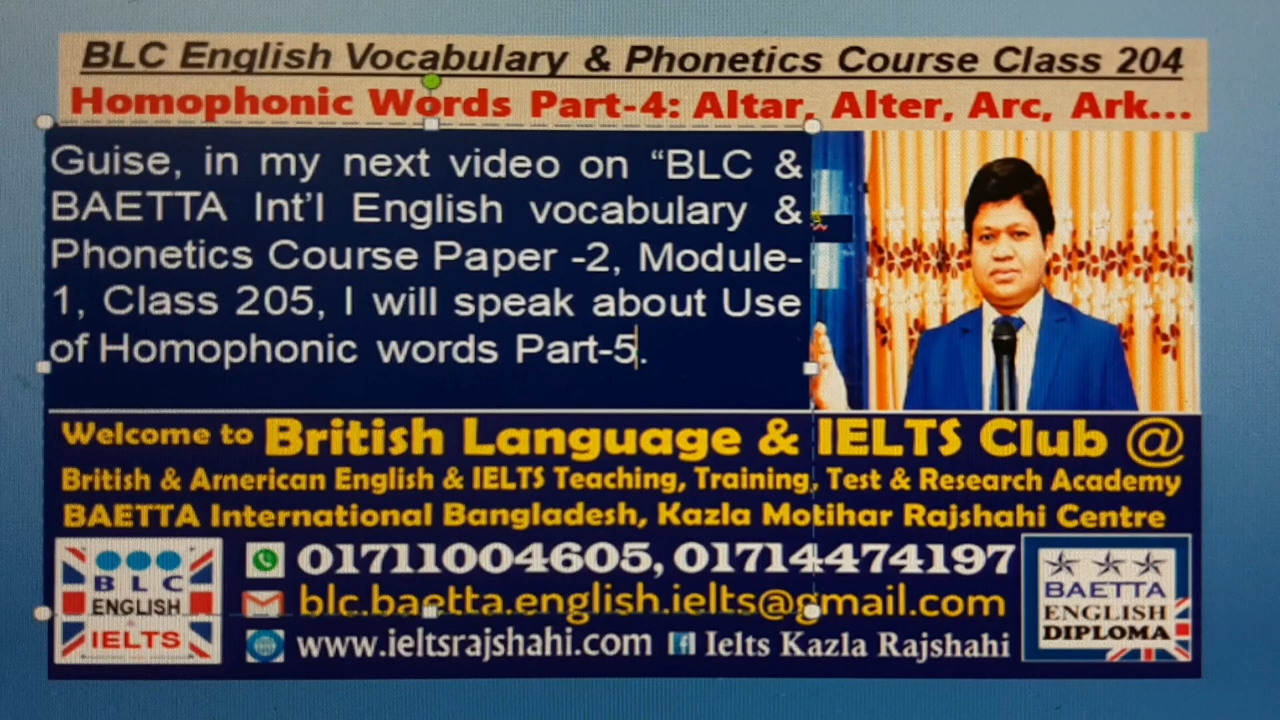 BLC English Vocabulary & Phonetics Course Class 204
Homophonic Words Part-4: Altar, Alter, Arc, Ark...
Guise, in my next video on “BLC &
BAETTA Int’l English vocabulary &
Phonetics Course Paper -2, Module-
1, Class 205, I will speak about Use
of Homophonic words Part-5.
Welcome to British Language & IELTS Club @
British & American English & IELTS Teaching, Training, Test & Research Academy
BAETTA International Bangladesh, Kazla Motihar Rajshahi Centre
01711004605, 01714474197
blc.baetta.english.ielts@gmail.com
www.ieltsrajshahi.com Ielts Kazla Rajshahi
BLC
ENGLISH
&
IELTS
BAETTA
ENGLISH
DIPLOMA